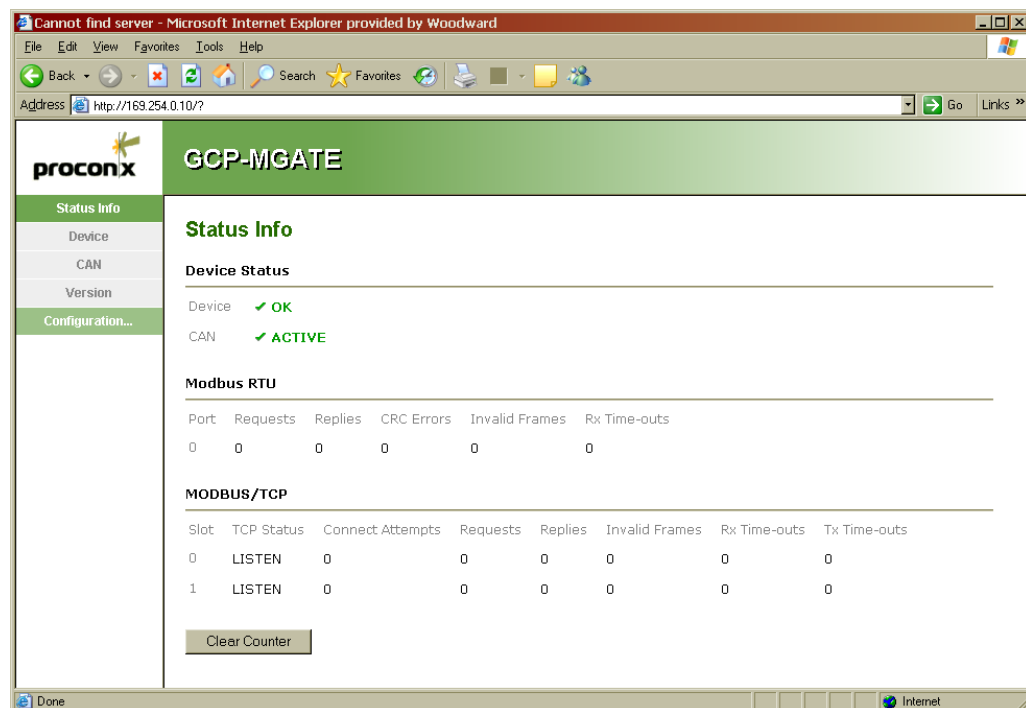 Cannot find server - Microsoft Internet Explorer provided by Woodward
File Edit View Favorites Tools Help
Back Search Favorites
Address http://169.254.0.10/? Go Links »
proconx
GCP-MGATE
Status Info
Device
CAN
Version
Configuration...
Status Info
Device Status
Device ✔ OK
CAN ✔ ACTIVE
Modbus RTU
Port Requests Replies CRC Errors Invalid Frames Rx Time-outs
0 0 0 0 0 0
MODBUS/TCP
Slot TCP Status Connect Attempts Requests Replies Invalid Frames Rx Time-outs Tx Time-outs
0 LISTEN 0 0 0 0 0 0
1 LISTEN 0 0 0 0 0 0
Clear Counter
Done Internet